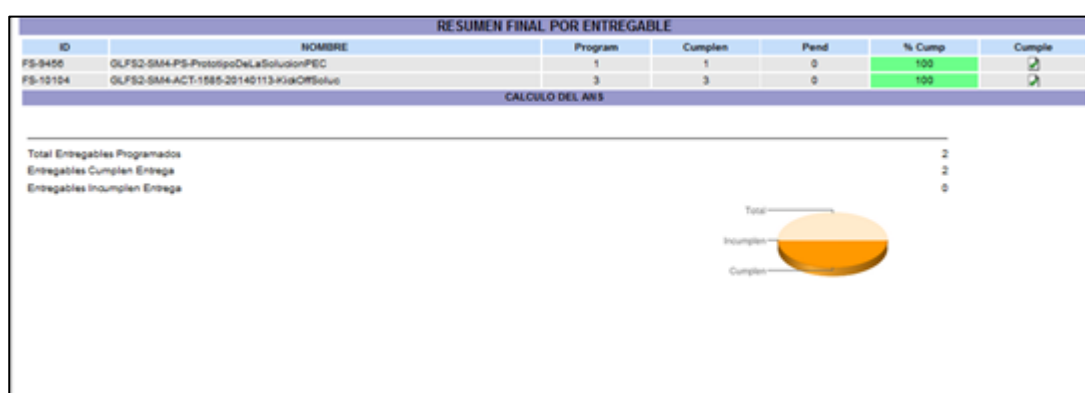 RESUMEN FINAL POR ENTREGABLE
ID NOMBRE Program Cumplen Pend % Cump Cumple
FS-9456 GLFS2-SM4-PS-PrototipoDeLaSolucionPEC 1 1 0 100
FS-10104 GLFS2-SM4-ACT-1585-20140113-KickOffSoluc 3 3 0 100
CALCULO DEL ANS
Total Entregables Programados 2
Entregables Cumplen Entrega 2
Entregables Incumplen Entrega 0
Total
Incumplen
Cumplen